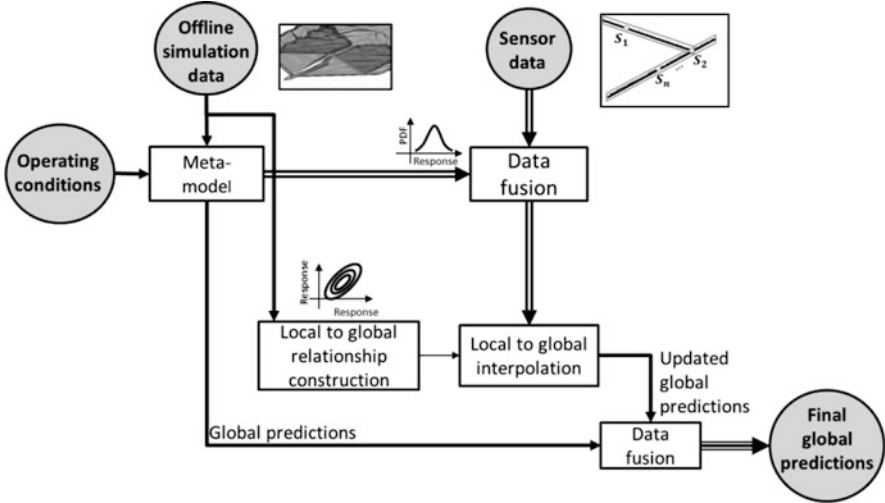 Offline
simulation
data
Sensor
data
S1
S2
Sn
...
Operating
conditions
Meta-
model
PDF
Response
Data
fusion
Response
Response
Local to global
relationship
construction
Local to global
interpolation
Updated
global
predictions
Global predictions
Data
fusion
Final
global
predictions